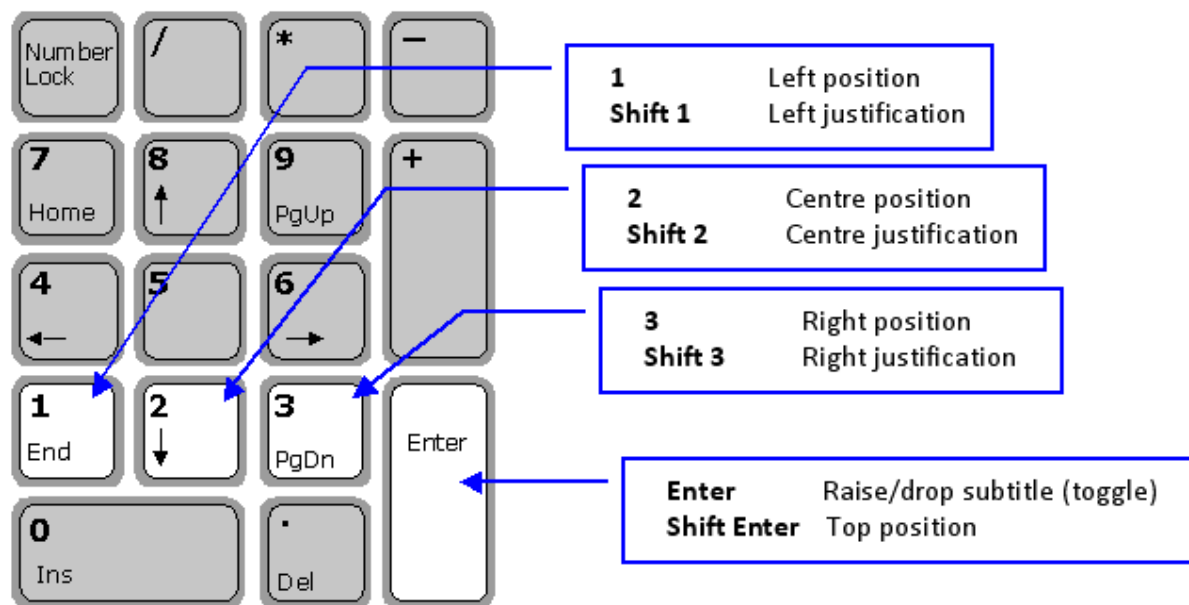 Number
Lock
/
*
−
1 Left position
Shift 1 Left justification
7
Home
8
9
PgUp
+
2 Centre position
Shift 2 Centre justification
4
5
6
3 Right position
Shift 3 Right justification
1
End
2
3
PgDn
Enter
Enter Raise/drop subtitle (toggle)
Shift Enter Top position
0
Ins
.
Del